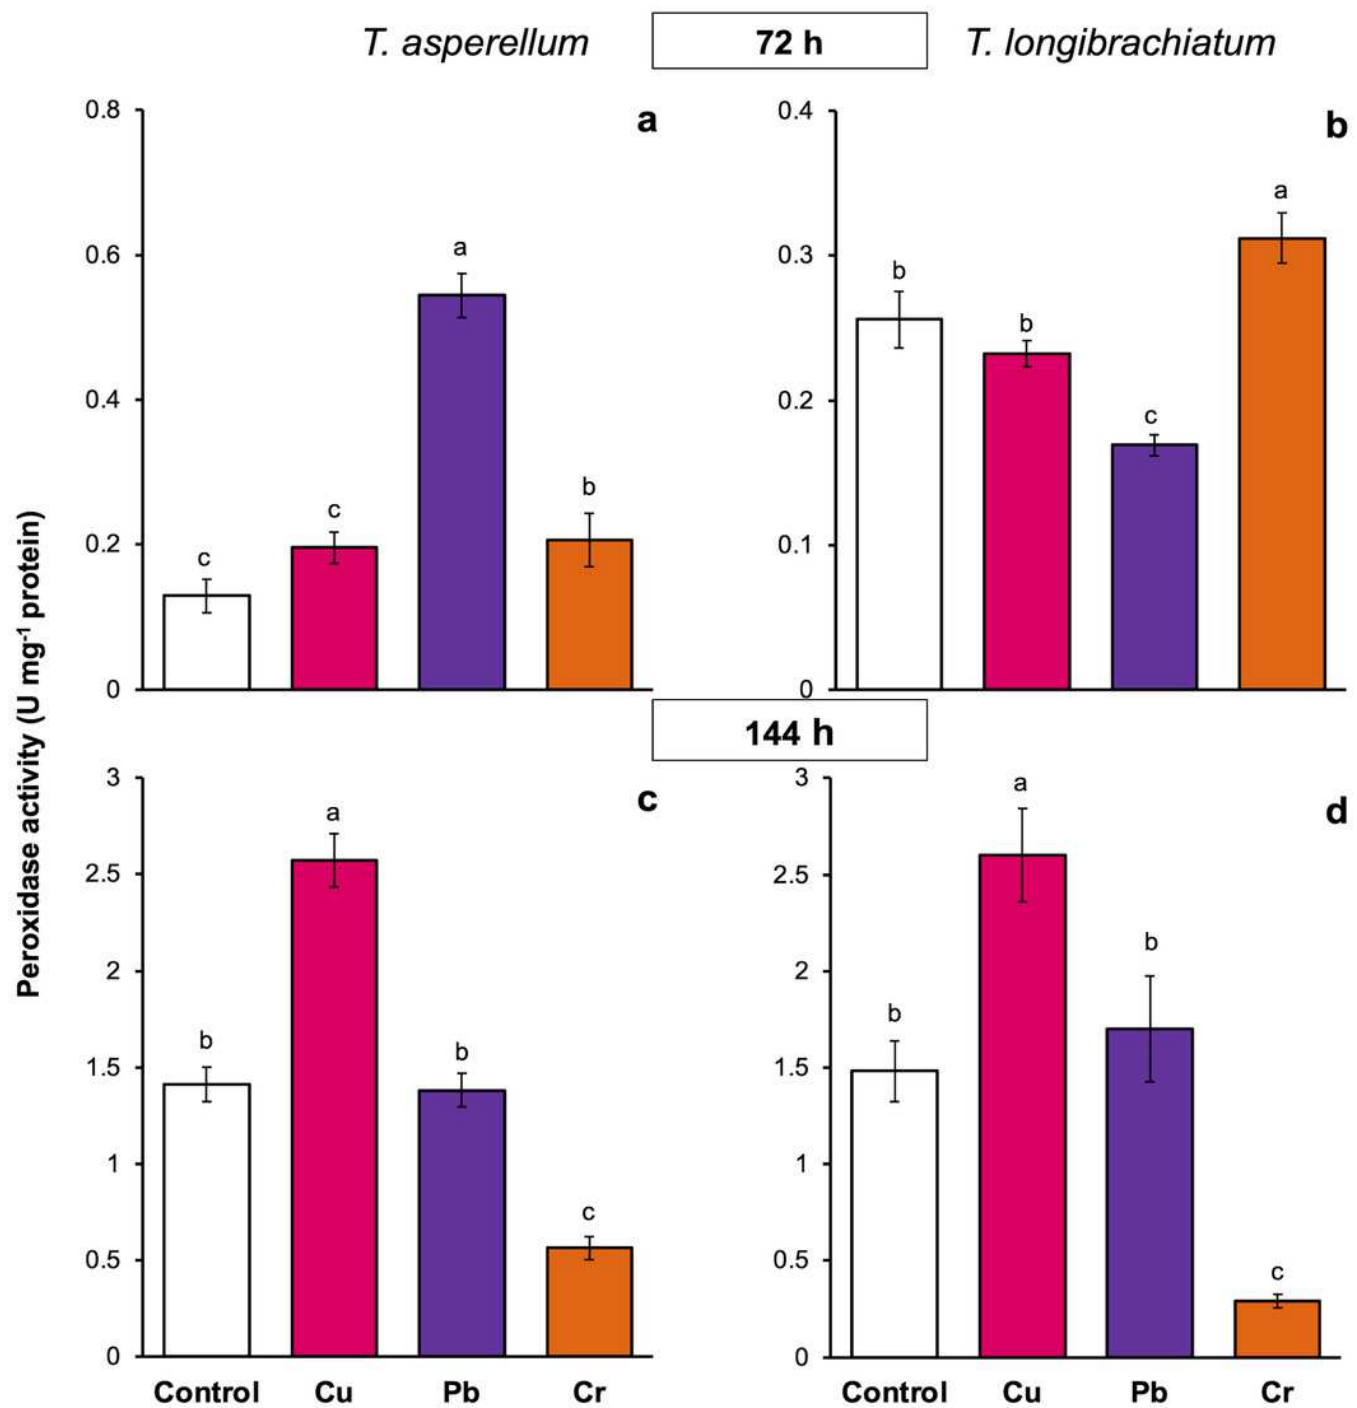 T. asperellum 72 h T. longibrachiatum
a
0.8
0.6
0.4
0.2
0
c
c
a
b
b
0.4
0.3
0.2
0.1
0
b
b
c
a
Peroxidase activity (U mg⁻¹ protein)
144 h
c
3
2.5
2
1.5
1
0.5
0
b
a
b
c
Control Cu Pb Cr
d
3
2.5
2
1.5
1
0.5
0
b
a
b
c
Control Cu Pb Cr